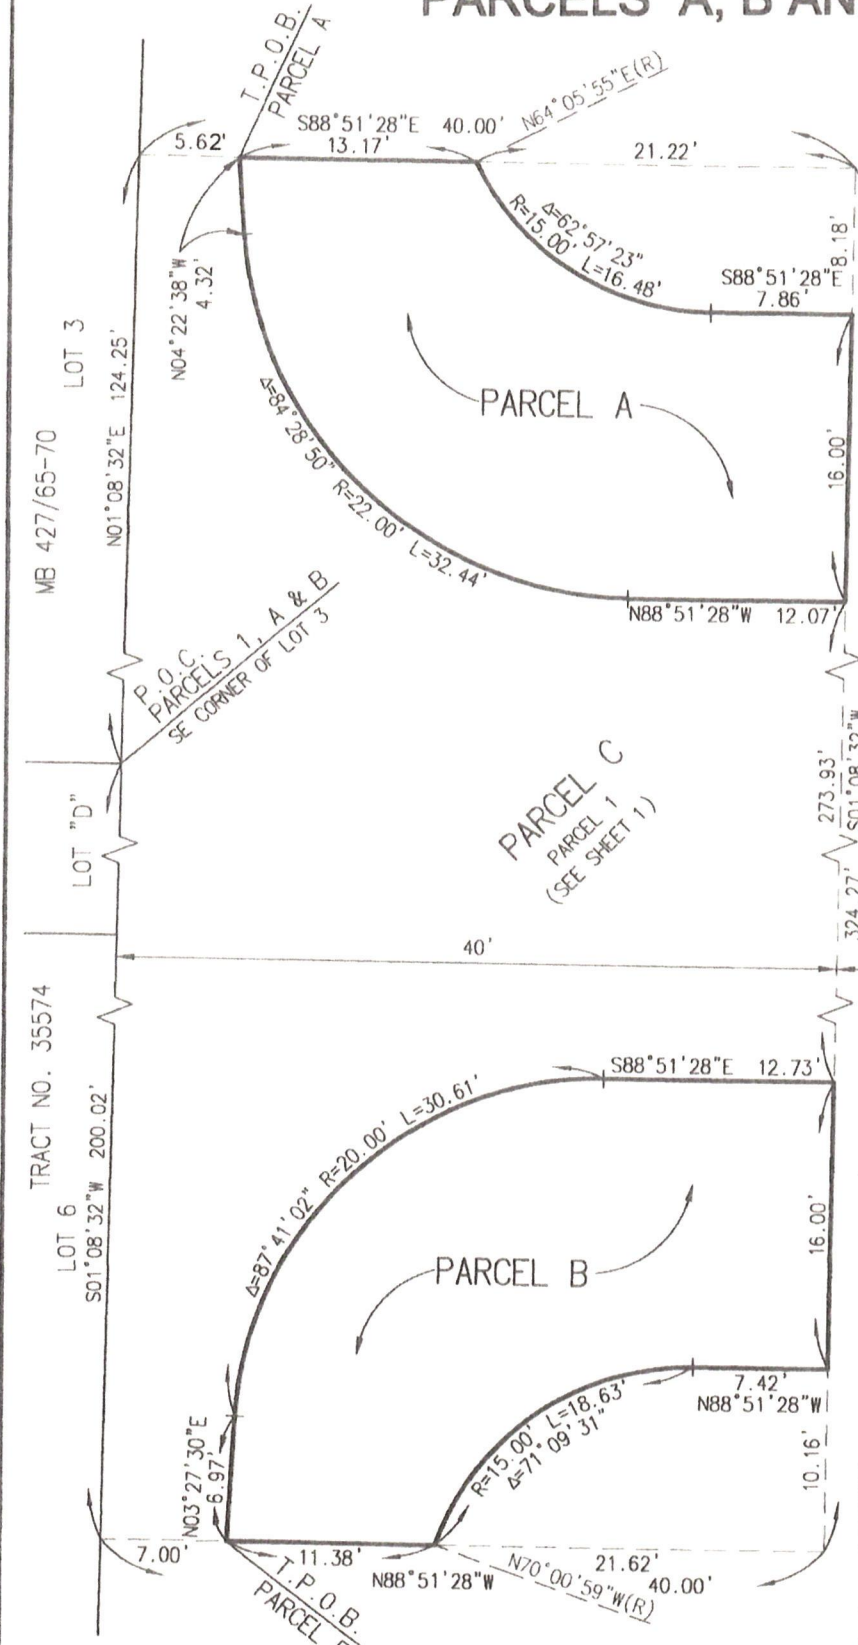 PARCELS A, B AN
T.P.O.B.
PARCEL A
5.62'
S88°51'28"E 40.00'
13.17'
N64°05'55"E(R)
21.22'
8.18'
Δ=62°57'23"
R=15.00' L=16.48'
S88°51'28"E
7.86'
N04°22'38"W
4.32'
LOT 3
MB 427/65-70
N01°08'32"E 124.25'
PARCEL A
16.00'
Δ=84°28'50" R=22.00' L=32.44'
N88°51'28"W 12.07'
P.O.C.
PARCELS 1, A & B
SE CORNER OF LOT 3
LOT "D"
PARCEL C
PARCEL 1
(SEE SHEET 1)
273.93'
S01°08'32"W
324.27'
40'
TRACT NO. 35574
LOT 6
S01°08'32"W 200.02'
S88°51'28"E 12.73'
Δ=87°41'02" R=20.00' L=30.61'
PARCEL B
16.00'
7.42'
N88°51'28"W
R=15.00' L=18.63'
Δ=71°09'31"
10.16'
N03°27'30"E
6.97'
7.00'
11.38'
N88°51'28"W
N70°00'59"W(R)
21.62'
40.00'
T.P.O.B.
PARCEL